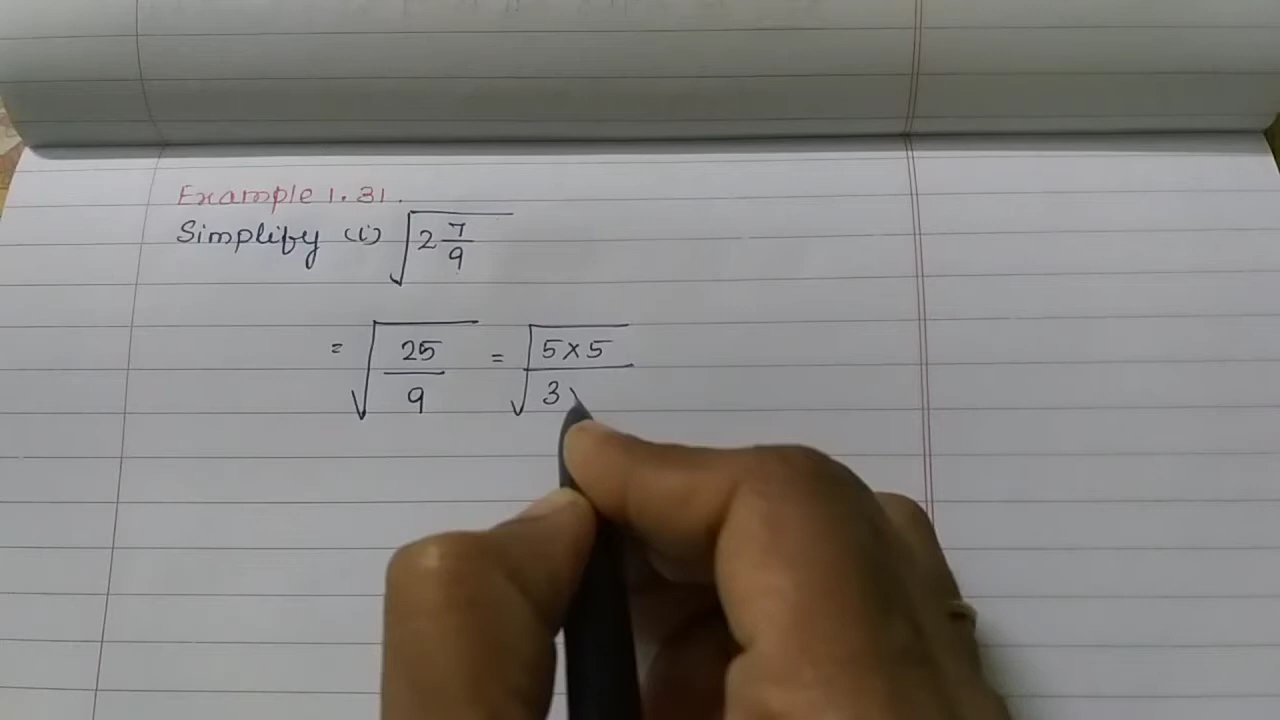 Example 1.31.
Simplify (i) √2 7/9
= √25/9 = √5×5/3